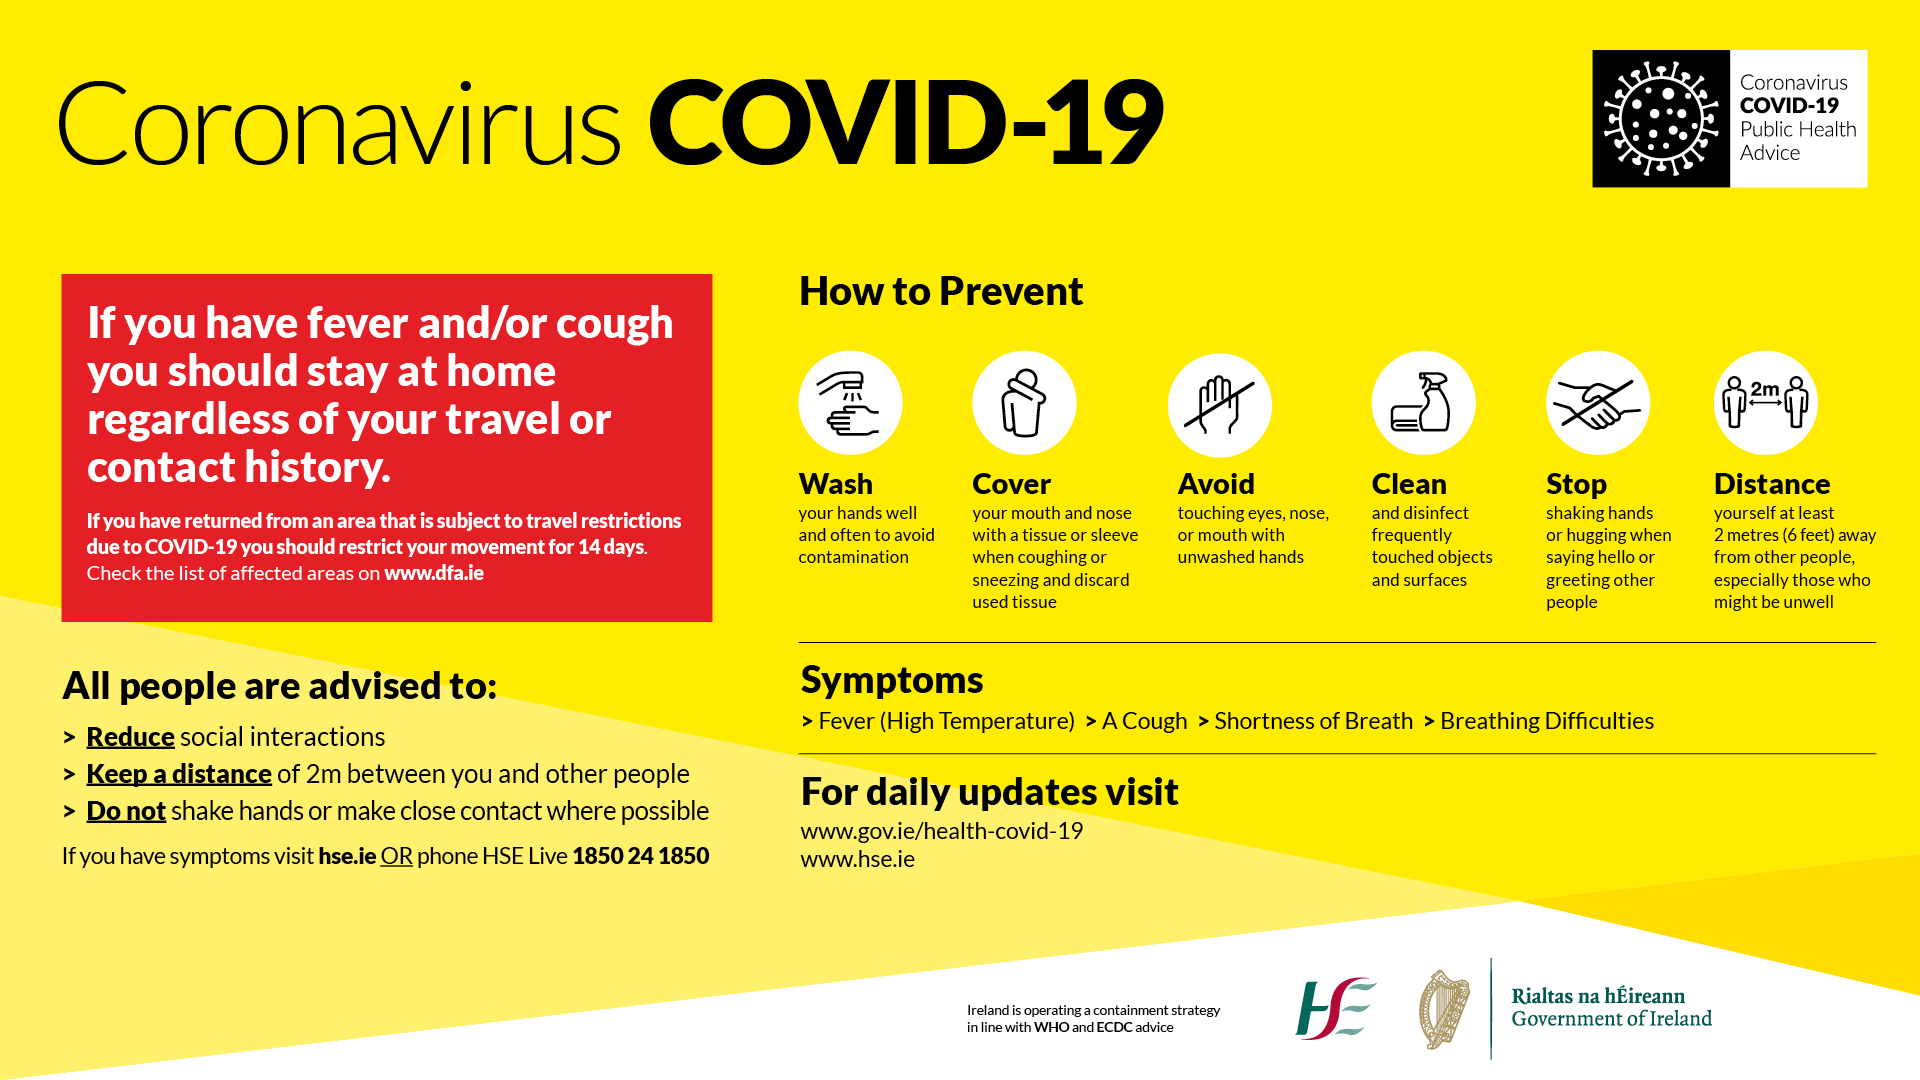 Coronavirus COVID-19
Coronavirus
COVID-19
Public Health
Advice
If you have fever and/or cough
you should stay at home
regardless of your travel or
contact history.
If you have returned from an area that is subject to travel restrictions
due to COVID-19 you should restrict your movement for 14 days.
Check the list of affected areas on www.dfa.ie
All people are advised to:
> Reduce social interactions
> Keep a distance of 2m between you and other people
> Do not shake hands or make close contact where possible
If you have symptoms visit hse.ie OR phone HSE Live 1850 24 1850
How to Prevent
Wash
your hands well
and often to avoid
contamination
Cover
your mouth and nose
with a tissue or sleeve
when coughing or
sneezing and discard
used tissue
Avoid
touching eyes, nose,
or mouth with
unwashed hands
Clean
and disinfect
frequently
touched objects
and surfaces
Stop
shaking hands
or hugging when
saying hello or
greeting other
people
2m
Distance
yourself at least
2 metres (6 feet) away
from other people,
especially those who
might be unwell
Symptoms
> Fever (High Temperature) > A Cough > Shortness of Breath > Breathing Difficulties
For daily updates visit
www.gov.ie/health-covid-19
www.hse.ie
Ireland is operating a containment strategy
in line with WHO and ECDC advice
HSE
Rialtas na hÉireann
Government of Ireland